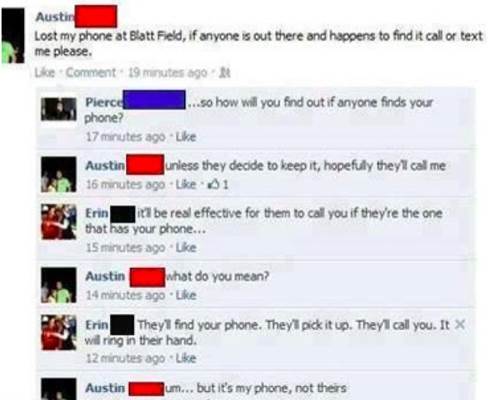 Austin
Lost my phone at Blatt Field, if anyone is out there and happens to find it call or text
me please.
Like · Comment · 19 minutes ago ·
Pierce ...so how will you find out if anyone finds your
phone?
17 minutes ago · Like
Austin unless they decide to keep it, hopefully they'll call me
16 minutes ago · Like · 1
Erin it'll be real effective for them to call you if they're the one
that has your phone...
15 minutes ago · Like
Austin what do you mean?
14 minutes ago · Like
Erin They'll find your phone. They'll pick it up. They'll call you. It
will ring in their hand.
12 minutes ago · Like
Austin um... but it's my phone, not theirs